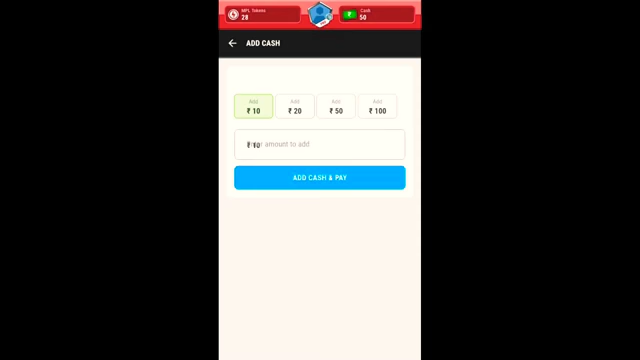 MPL Tokens
28
Cash
50
ADD CASH
Add
₹ 10
Add
₹ 20
Add
₹ 50
Add
₹ 100
₹ 10
amount to add
ADD CASH & PAY